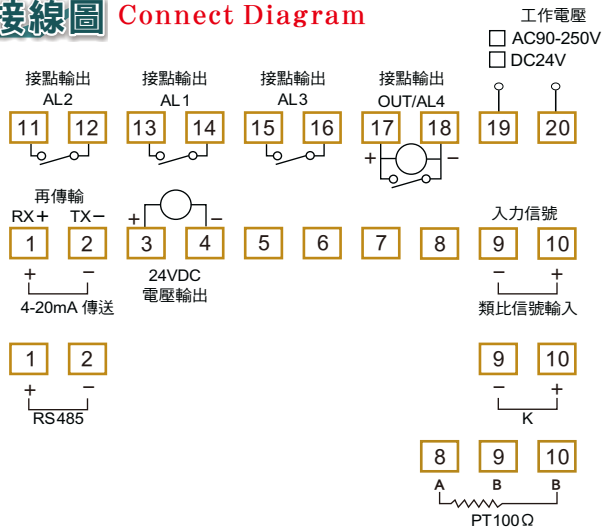 接線圖 Connect Diagram
工作電壓
AC90-250V
DC24V
接點輸出 接點輸出 接點輸出 接點輸出
AL2 AL1 AL3 OUT/AL4
11 12 13 14 15 16 17 18 19 20
+ −
再傳輸
RX+ TX− + − 入力信號
1 2 3 4 5 6 7 8 9 10
+ − 24VDC − +
電壓輸出
4-20mA 傳送 類比信號輸入
1 2 9 10
+ − − +
RS485 K
8 9 10
A B B
PT100Ω